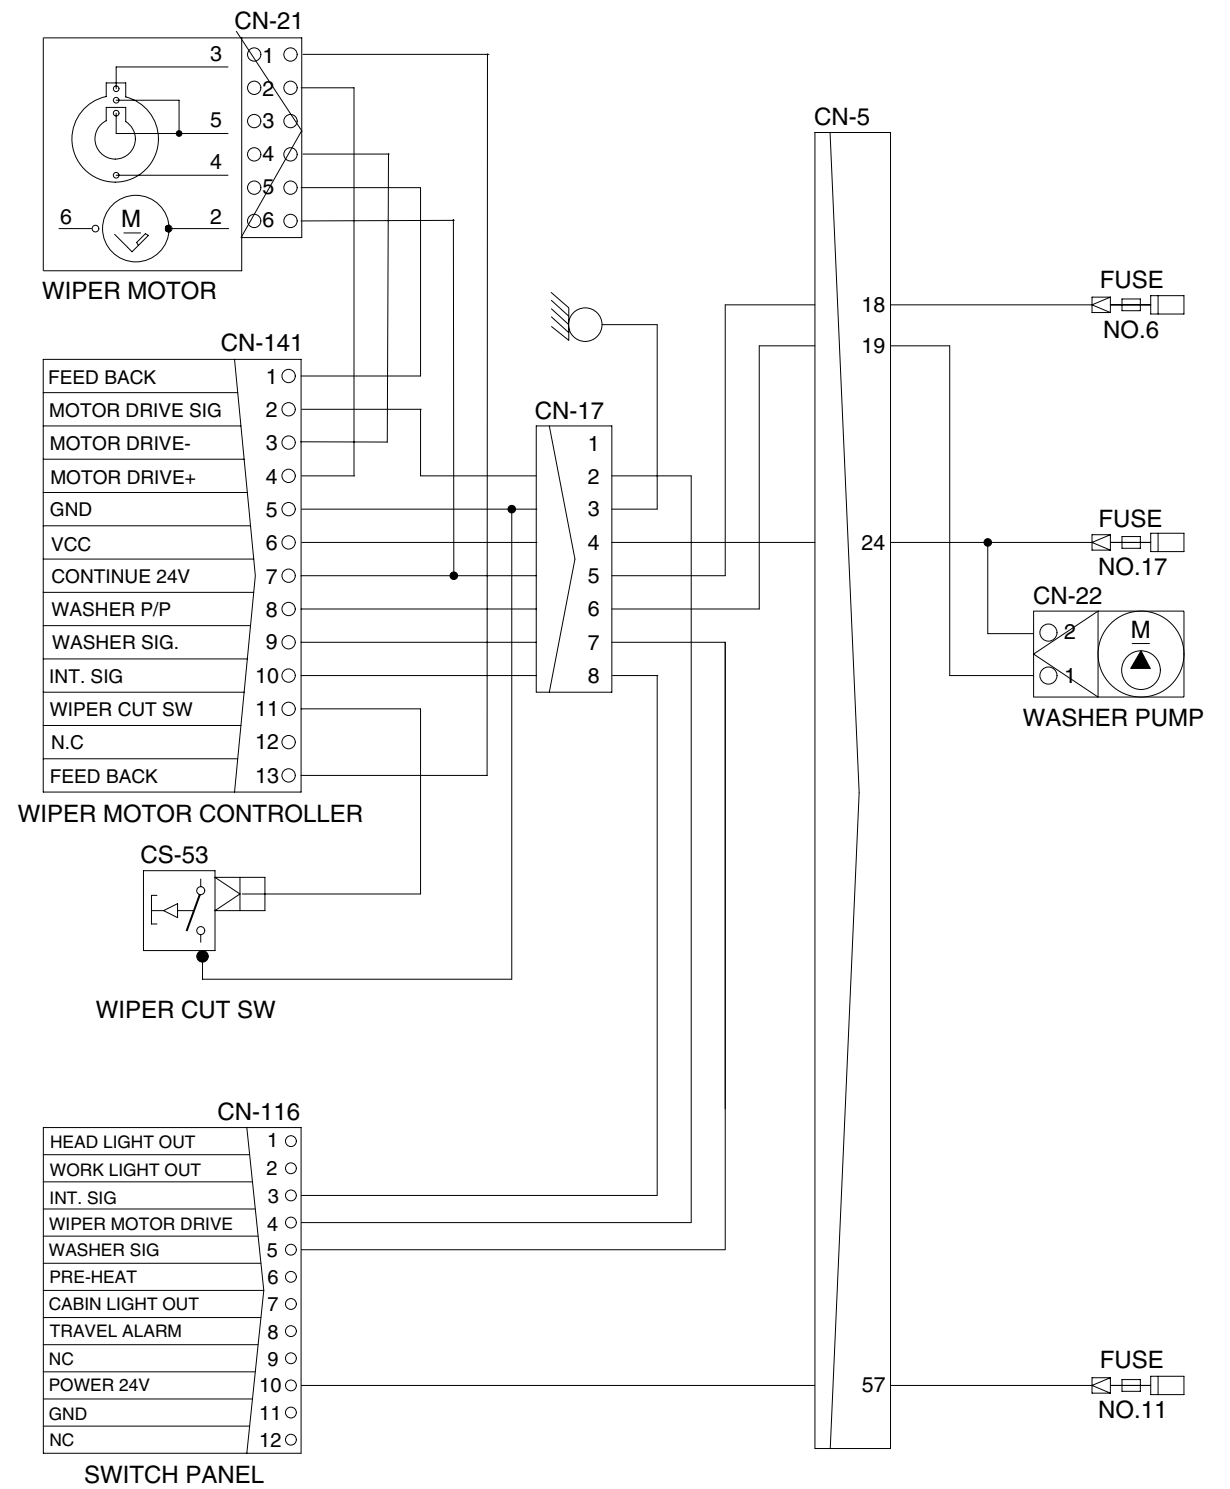 CN-21
3
5
4
6 M 2
1
2
3
4
5
6
WIPER MOTOR
CN-141
FEED BACK 1
MOTOR DRIVE SIG 2
MOTOR DRIVE- 3
MOTOR DRIVE+ 4
GND 5
VCC 6
CONTINUE 24V 7
WASHER P/P 8
WASHER SIG. 9
INT. SIG 10
WIPER CUT SW 11
N.C 12
FEED BACK 13
WIPER MOTOR CONTROLLER
CS-53
WIPER CUT SW
CN-17
1
2
3
4
5
6
7
8
CN-5
18
19
24
57
FUSE
NO.6
FUSE
NO.17
CN-22
2
1
M
WASHER PUMP
FUSE
NO.11
CN-116
HEAD LIGHT OUT 1
WORK LIGHT OUT 2
INT. SIG 3
WIPER MOTOR DRIVE 4
WASHER SIG 5
PRE-HEAT 6
CABIN LIGHT OUT 7
TRAVEL ALARM 8
NC 9
POWER 24V 10
GND 11
NC 12
SWITCH PANEL